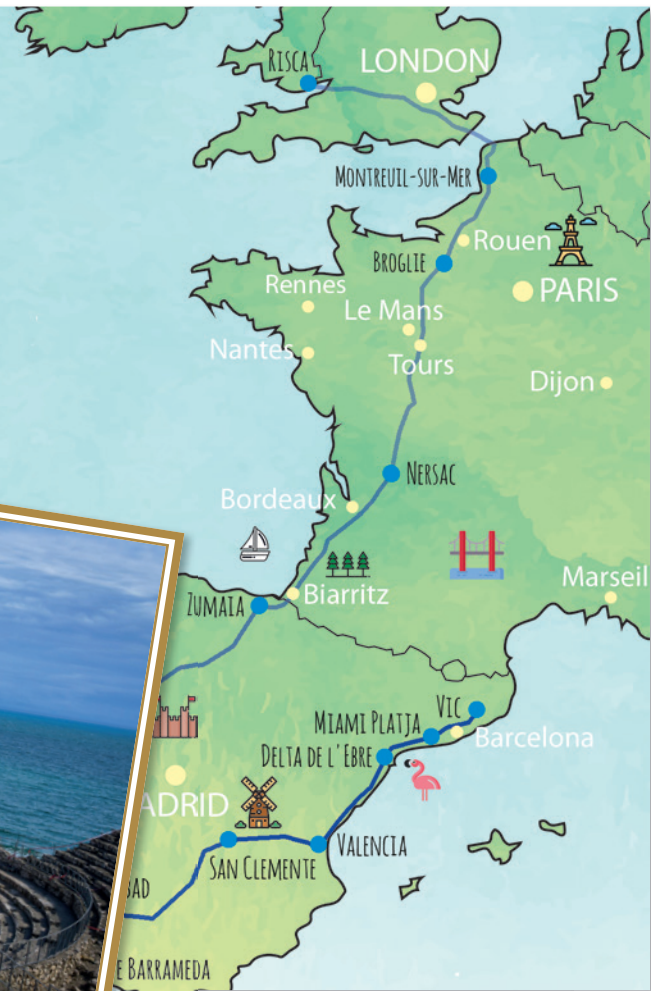 RISCA
LONDON
MONTREUIL-SUR-MER
Rouen
BROGLIE
PARIS
Rennes
Le Mans
Nantes
Tours
Dijon
NERSAC
Bordeaux
Marseil
Biarritz
ZUMAIA
VIC
MIAMI PLATJA
Barcelona
DELTA DE L'EBRE
ADRID
VALENCIA
SAN CLEMENTE
BAD
E BARRAMEDA